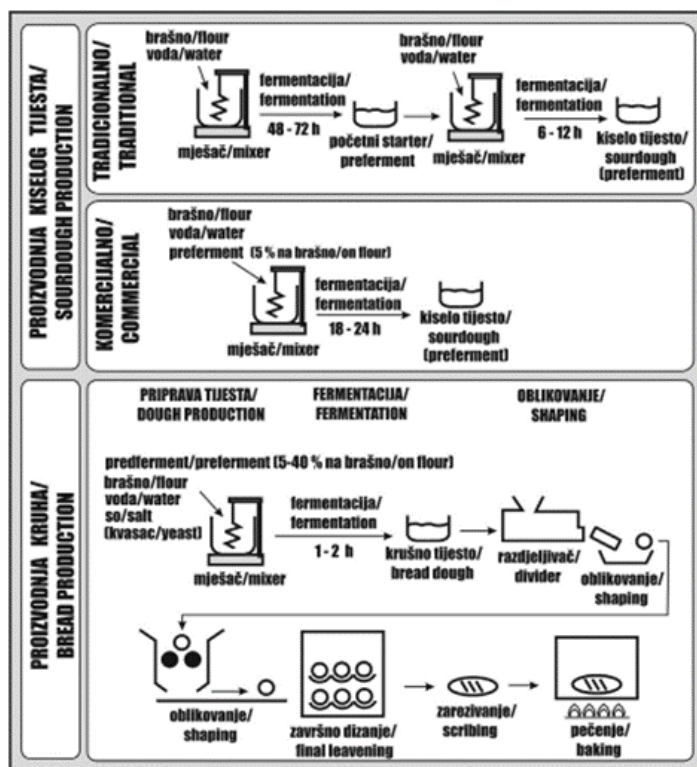 PROIZVODNJA KISELOG TIJESTA/
SOURDOUGH PRODUCTION
TRADICIONALNO/
TRADITIONAL
brašno/flour
voda/water
mješač/mixer
fermentacija/
fermentation
48 - 72 h
početni starter/
preferment
brašno/flour
voda/water
mješač/mixer
fermentacija/
fermentation
6 - 12 h
kiselo tijesto/
sourdough
(preferment)
KOMERCIJALNO/
COMMERCIAL
brašno/flour
voda/water
preferment (5 % na brašno/on flour)
mješač/mixer
fermentacija/
fermentation
18 - 24 h
kiselo tijesto/
sourdough
(preferment)
PROIZVODNJA KRUHA/
BREAD PRODUCTION
PRIPRAVA TIJESTA/
DOUGH PRODUCTION
FERMENTACIJA/
FERMENTATION
OBLIKOVANJE/
SHAPING
predferment/preferment (5-40 % na brašno/on flour)
brašno/flour
voda/water
so/salt
(kvasac/yeast)
mješač/mixer
fermentacija/
fermentation
1 - 2 h
krušno tijesto/
bread dough
razdjeljivač/
divider
oblikovanje/
shaping
oblikovanje/
shaping
završno dizanje/
final leavening
zarezivanje/
scribing
pečenje/
baking